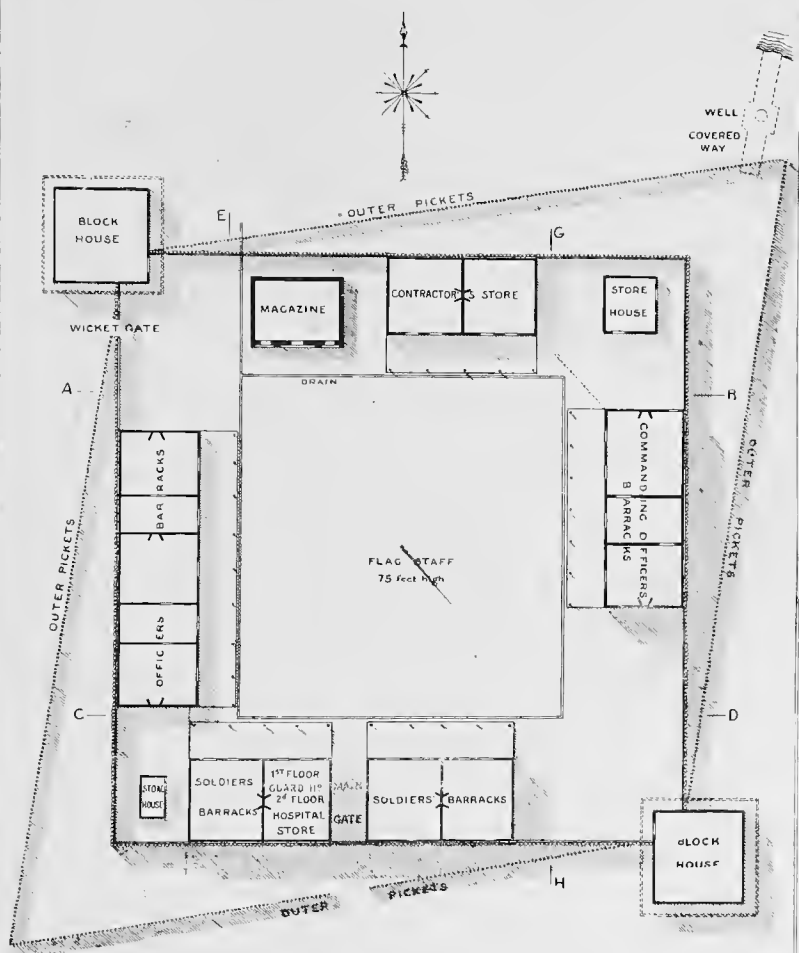 WELL
COVERED
WAY
OUTER PICKETS
E
G
BLOCK
HOUSE
MAGAZINE
CONTRACTOR'S STORE
STORE
HOUSE
WICKET GATE
DRAIN
A
B
BARRACKS
OFFICERS
COMMANDING OFFICERS
BARRACKS
OUTER PICKETS
OUTER PICKETS
FLAG STAFF
75 feet high
C
D
STORE
HOUSE
SOLDIERS
BARRACKS
1ST FLOOR
GUARD HO
2D FLOOR
HOSPITAL
STORE
MAIN
GATE
SOLDIERS BARRACKS
BLOCK
HOUSE
H
OUTER PICKETS